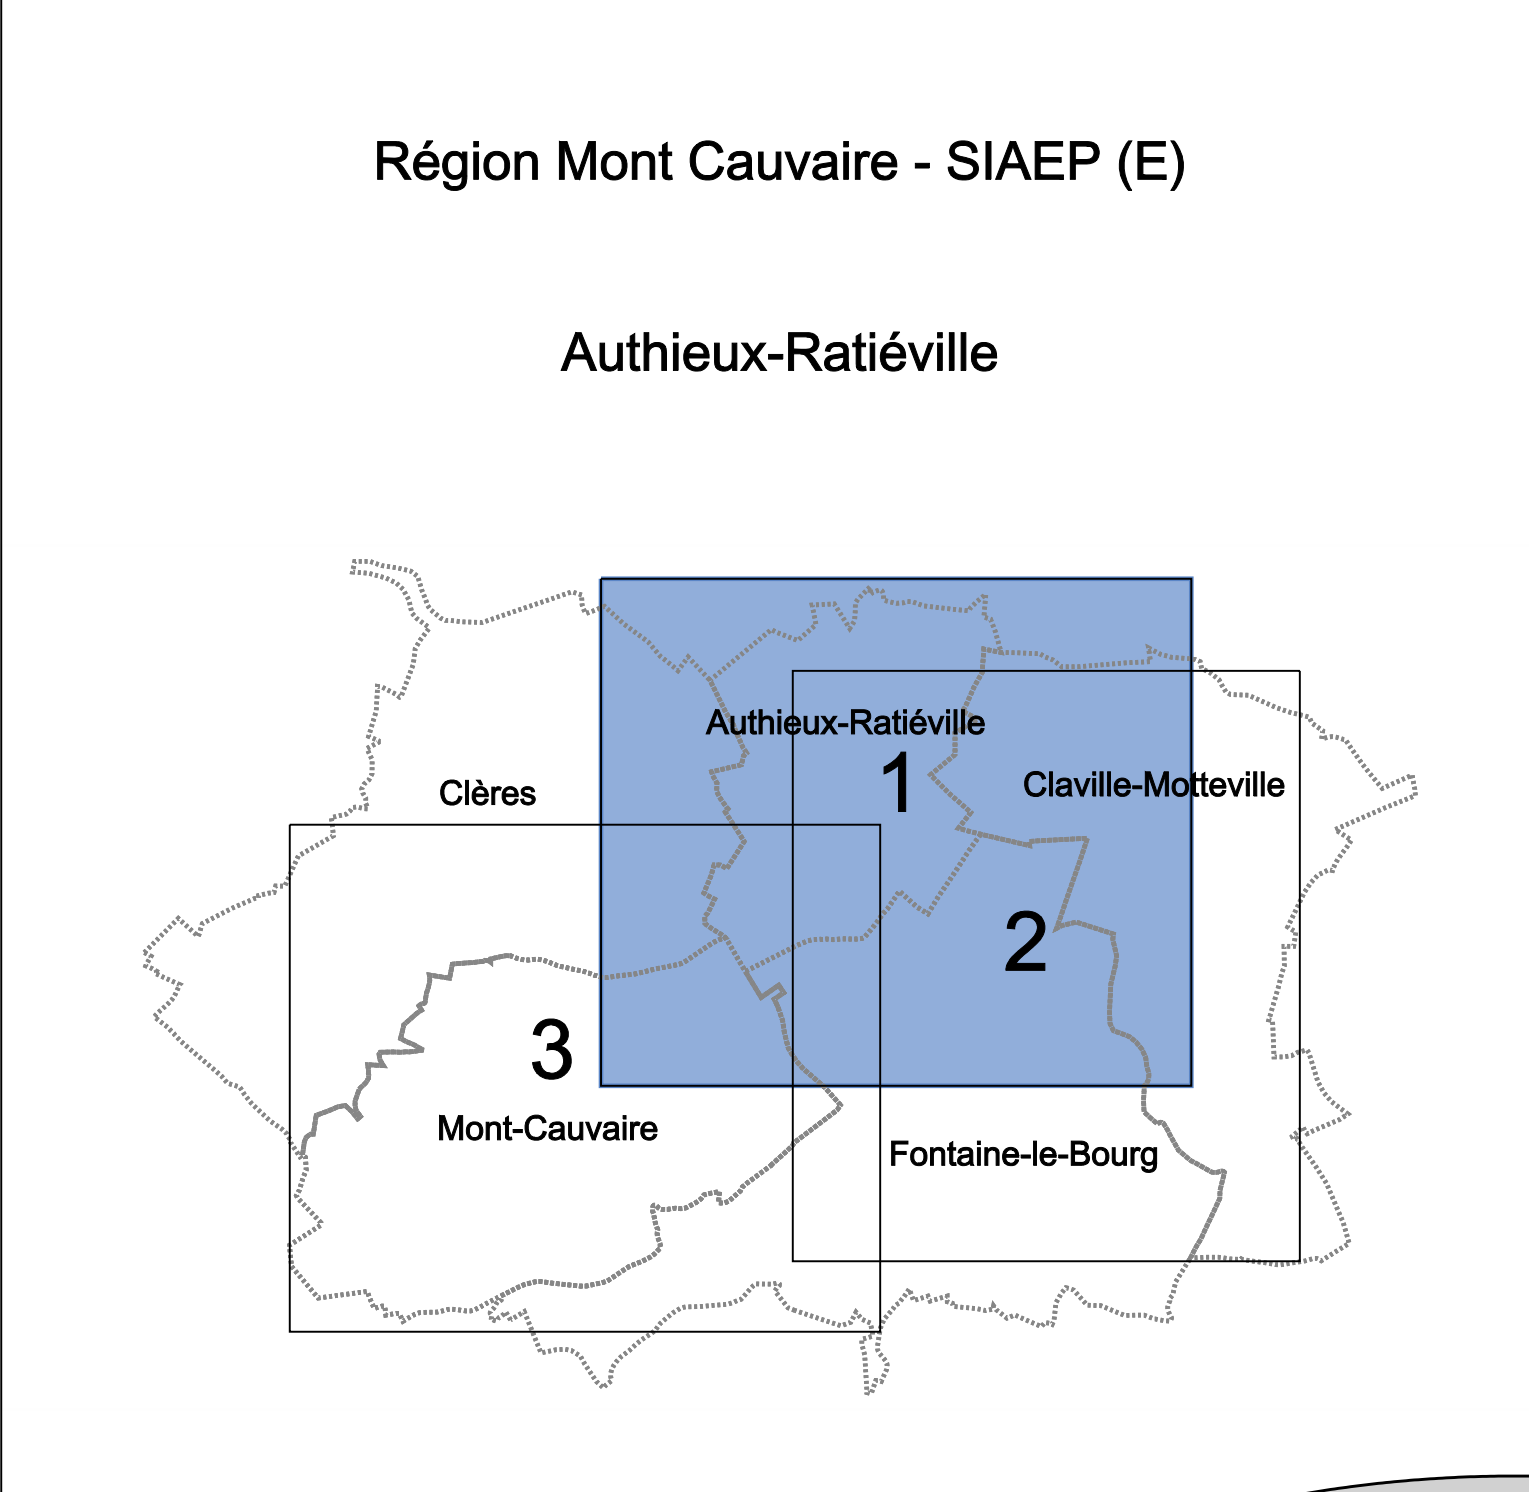 Région Mont Cauvaire - SIAEP (E)
Authieux-Ratiéville
Authieux-Ratiéville
1
Claville-Motteville
Clères
2
3
Mont-Cauvaire
Fontaine-le-Bourg